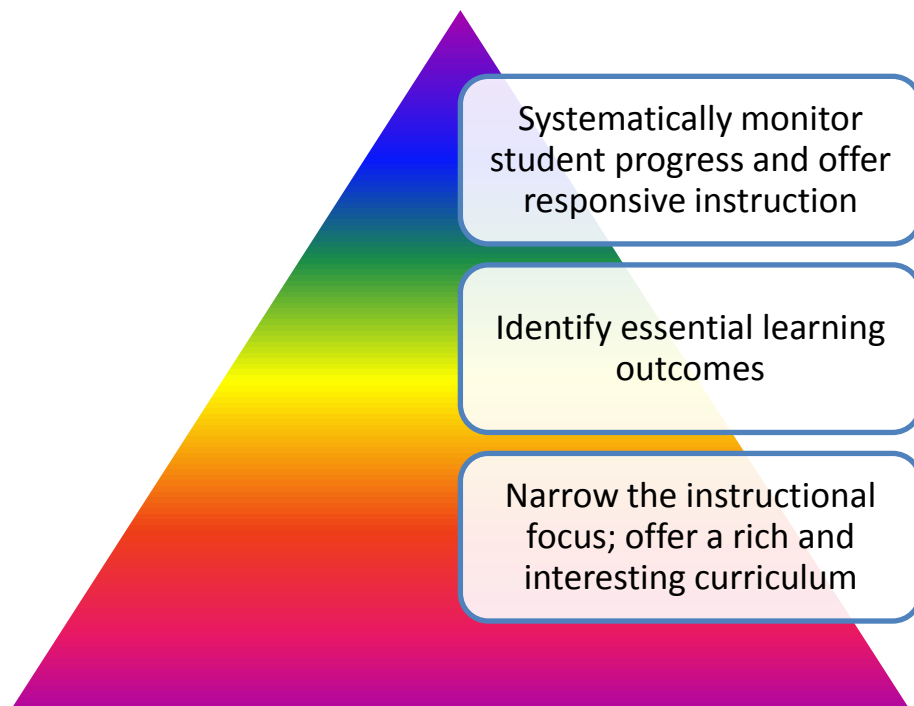 Systematically monitor
student progress and offer
responsive instruction
Identify essential learning
outcomes
Narrow the instructional
focus; offer a rich and
interesting curriculum